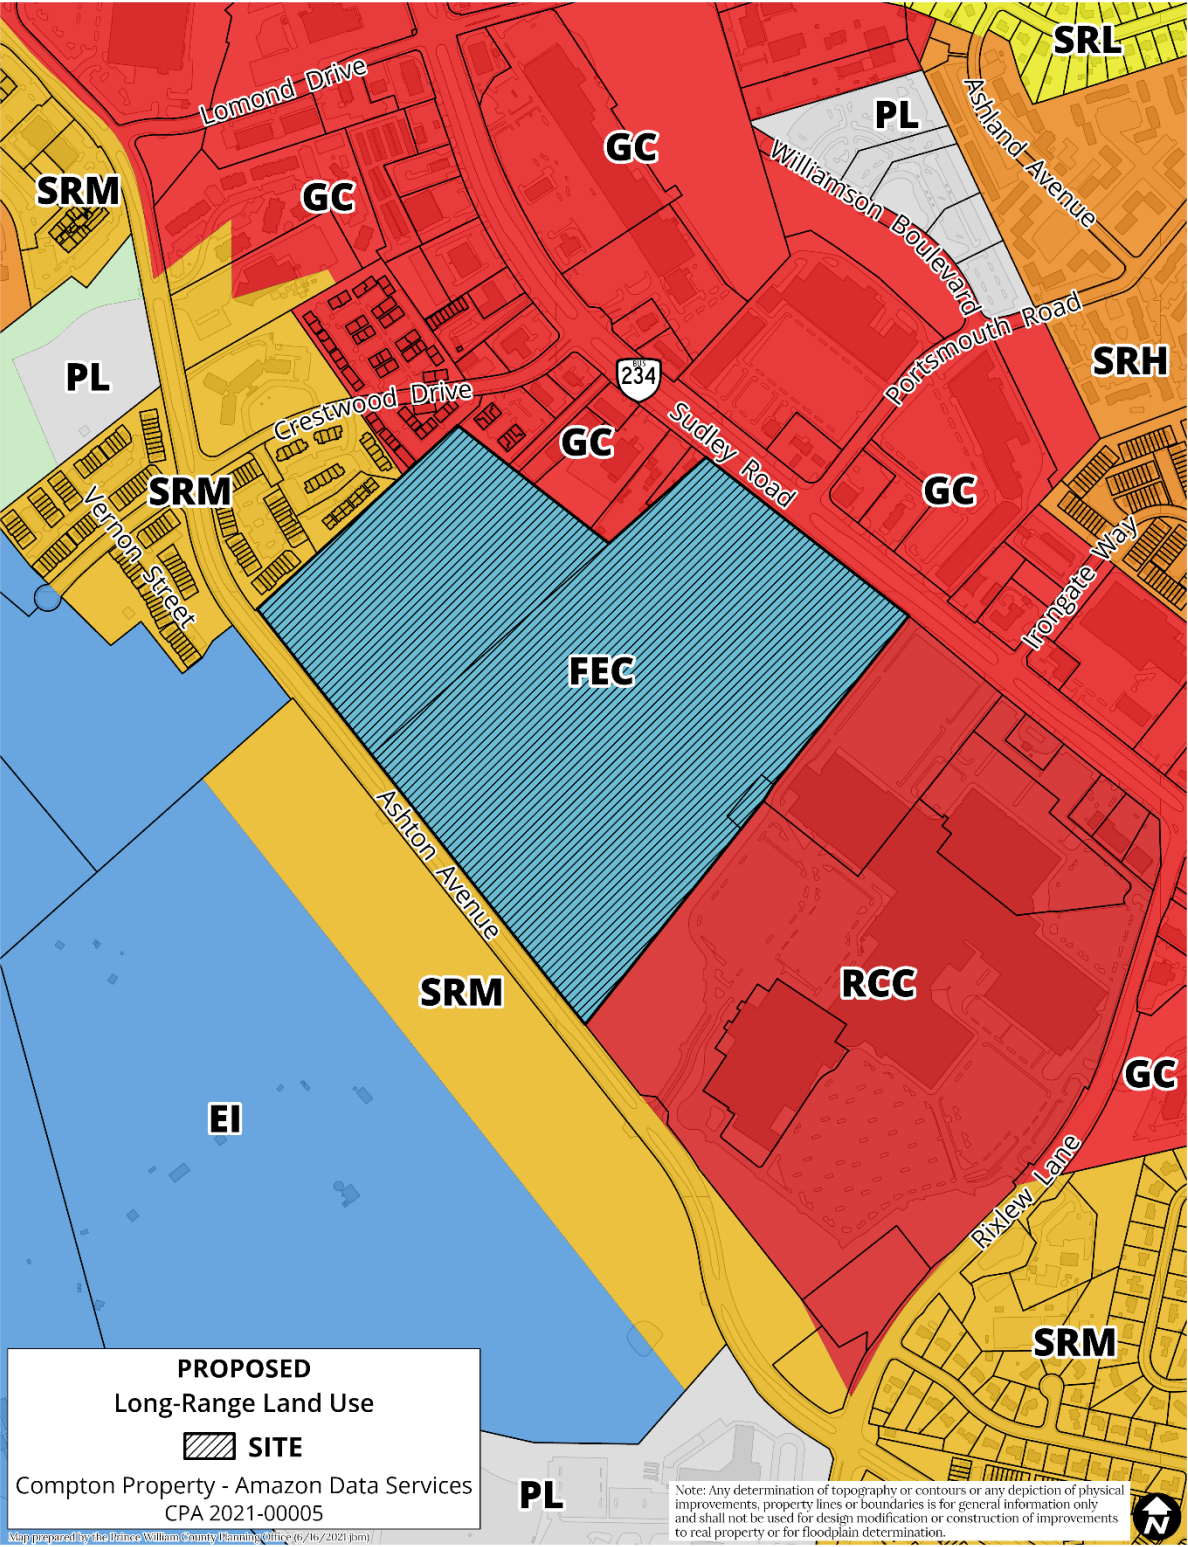 SRL
Lomond Drive
PL
Ashland Avenue
GC
Williamson Boulevard
SRM
GC
Portsmouth Road
SRH
PL
BUS
234
Crestwood Drive
GC
Sudley Road
SRM
GC
Vernon Street
Irongate Way
FEC
Ashton Avenue
SRM
RCC
GC
EI
Rixlew Lane
SRM
PROPOSED
Long-Range Land Use
SITE
Compton Property - Amazon Data Services
CPA 2021-00005
PL
Note: Any determination of topography or contours or any depiction of physical
improvements, property lines or boundaries is for general information only
and shall not be used for design modification or construction of improvements
to real property or for floodplain determination.
N
Map prepared by the Prince William County Planning Office (6/16/2021 jbm)